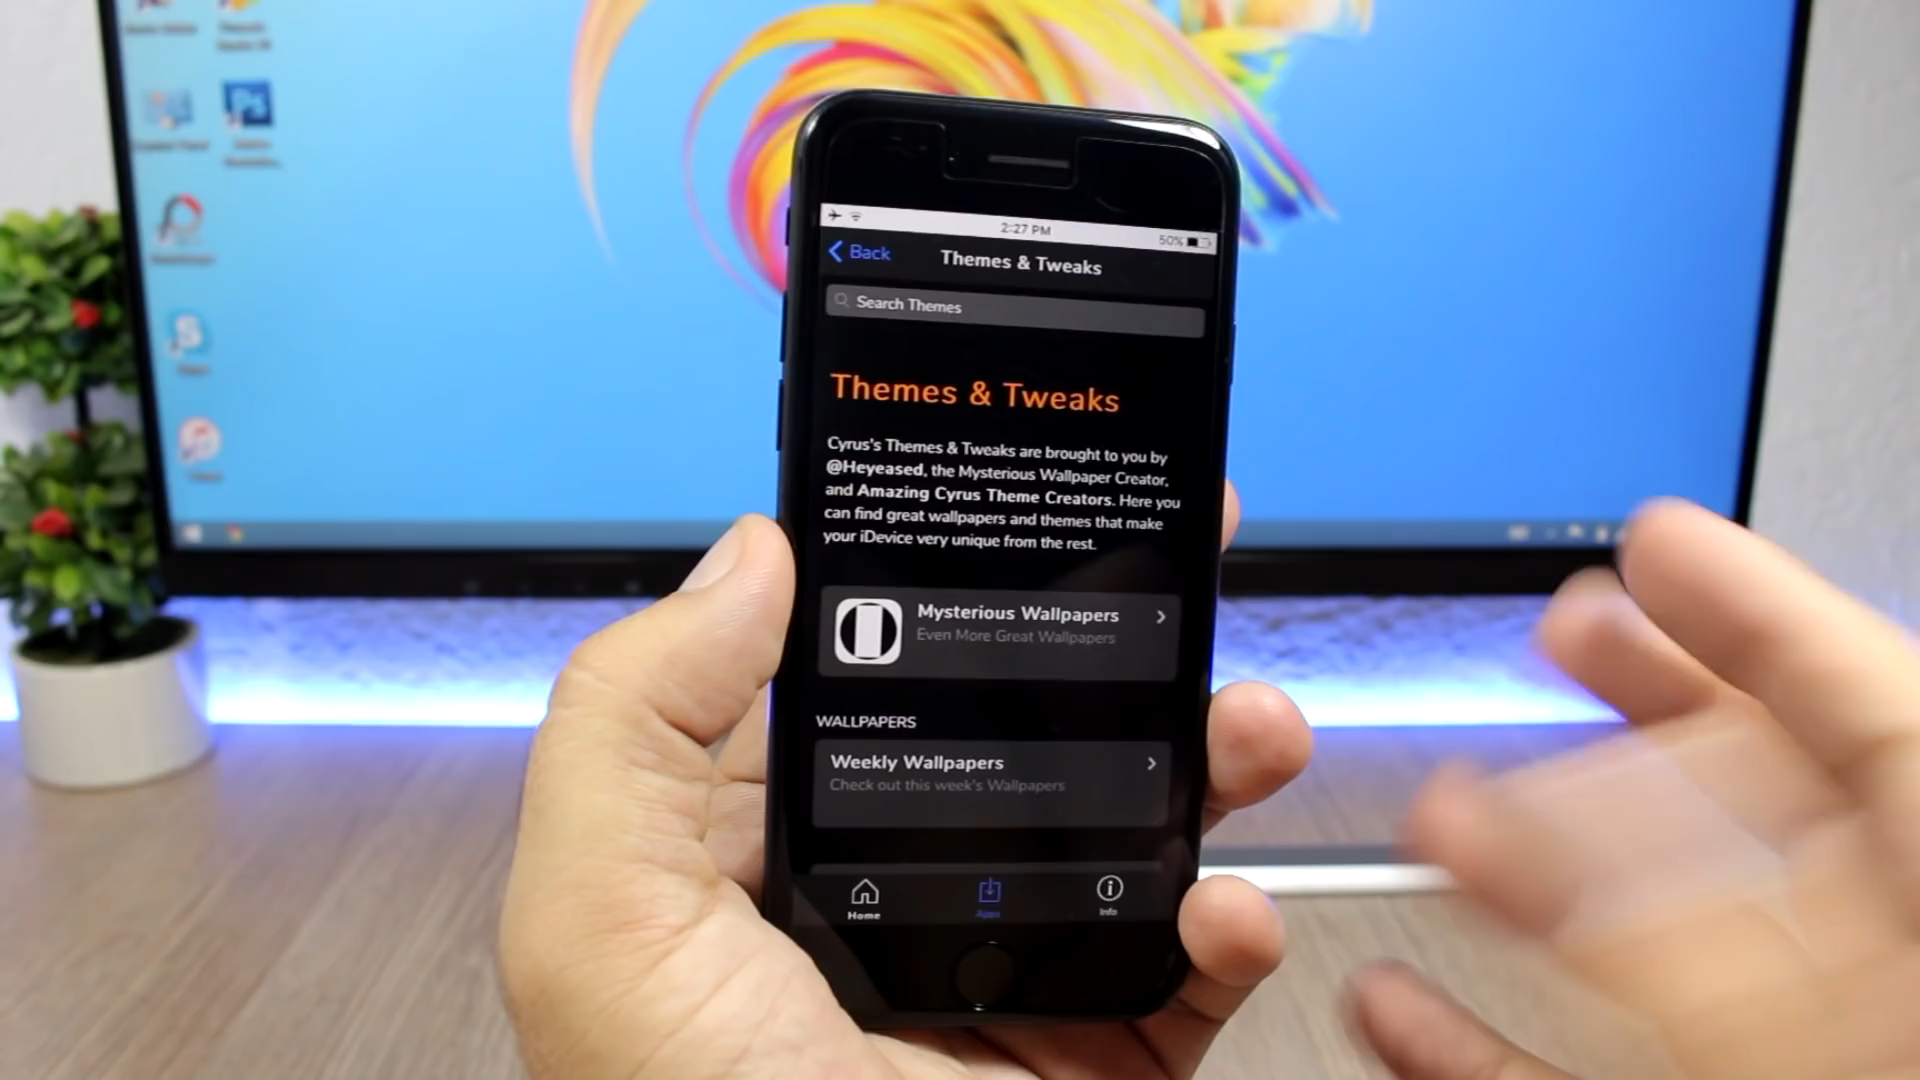 2:27 PM
50%
Back
Themes & Tweaks
Search Themes
Themes & Tweaks
Cyrus's Themes & Tweaks are brought to you by
@Heyeased, the Mysterious Wallpaper Creator,
and Amazing Cyrus Theme Creators. Here you
can find great wallpapers and themes that make
your iDevice very unique from the rest.
Mysterious Wallpapers
Even More Great Wallpapers
WALLPAPERS
Weekly Wallpapers
Check out this week's Wallpapers
Home
Apps
Info
Ps
S